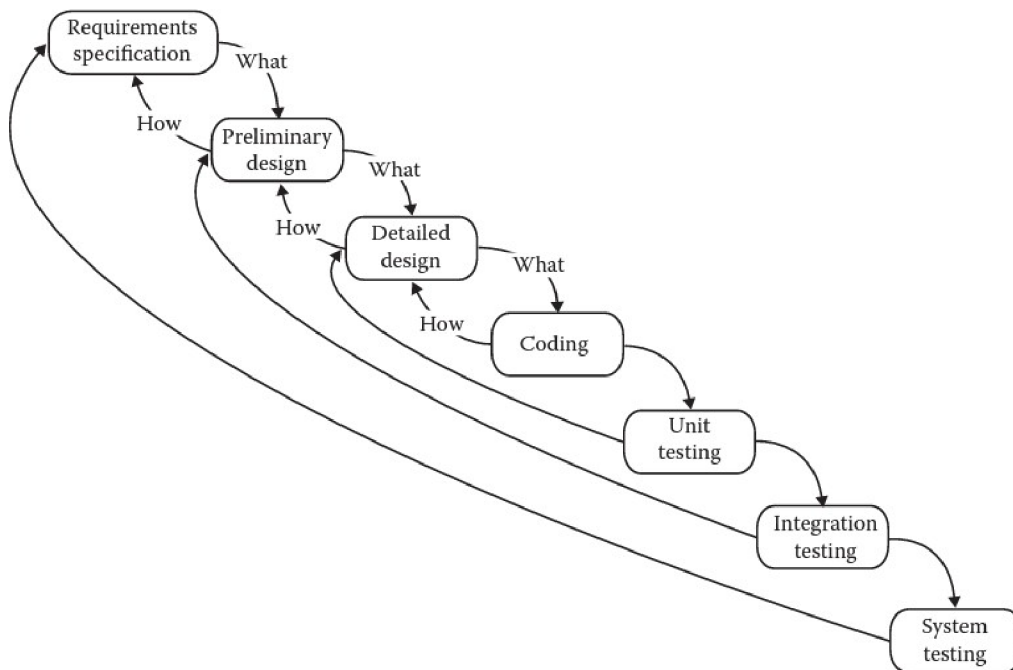 Requirements
specification
What
How
Preliminary
design
What
How
Detailed
design
What
How
Coding
Unit
testing
Integration
testing
System
testing